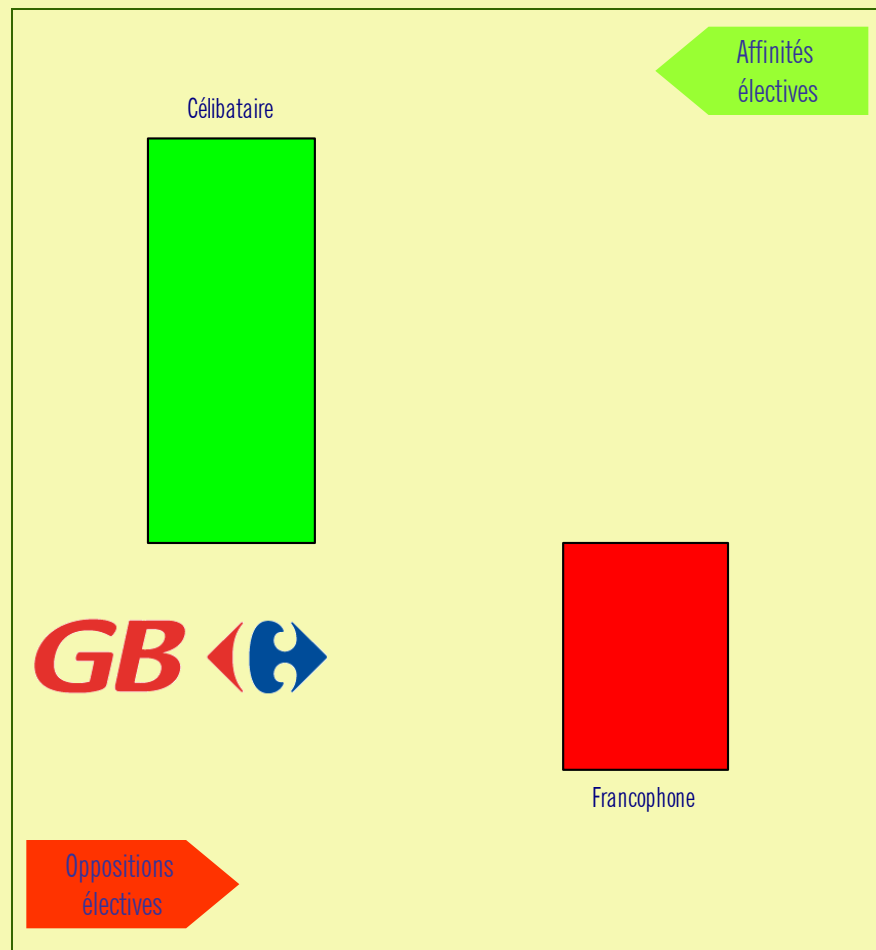 Affinités
électives
Célibataire
GB
Francophone
Oppositions
électives